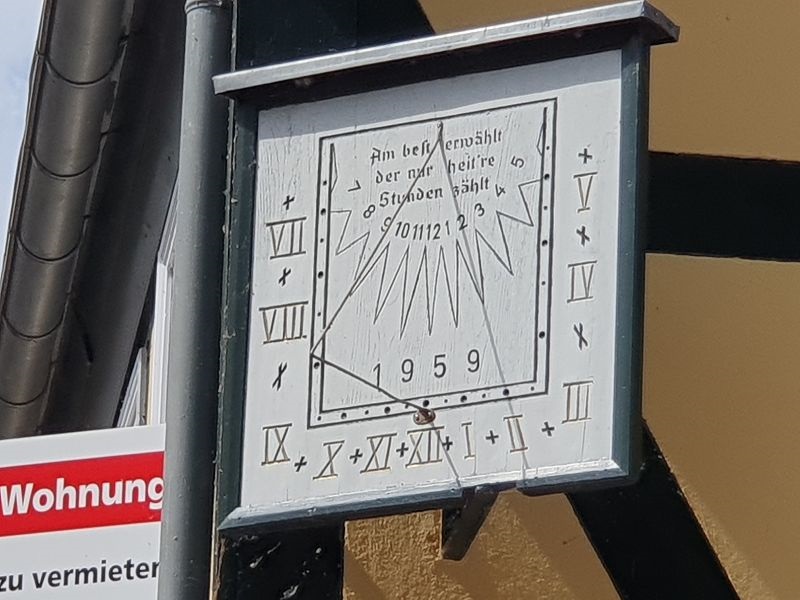 Am best erwählt
der nur heit're
Stunden zählt
7 8 9 10 11 12 1 2 3 4 5
1959
VII
VIII
IX X XI XII I II III
IV
V
Wohnung
zu vermieten